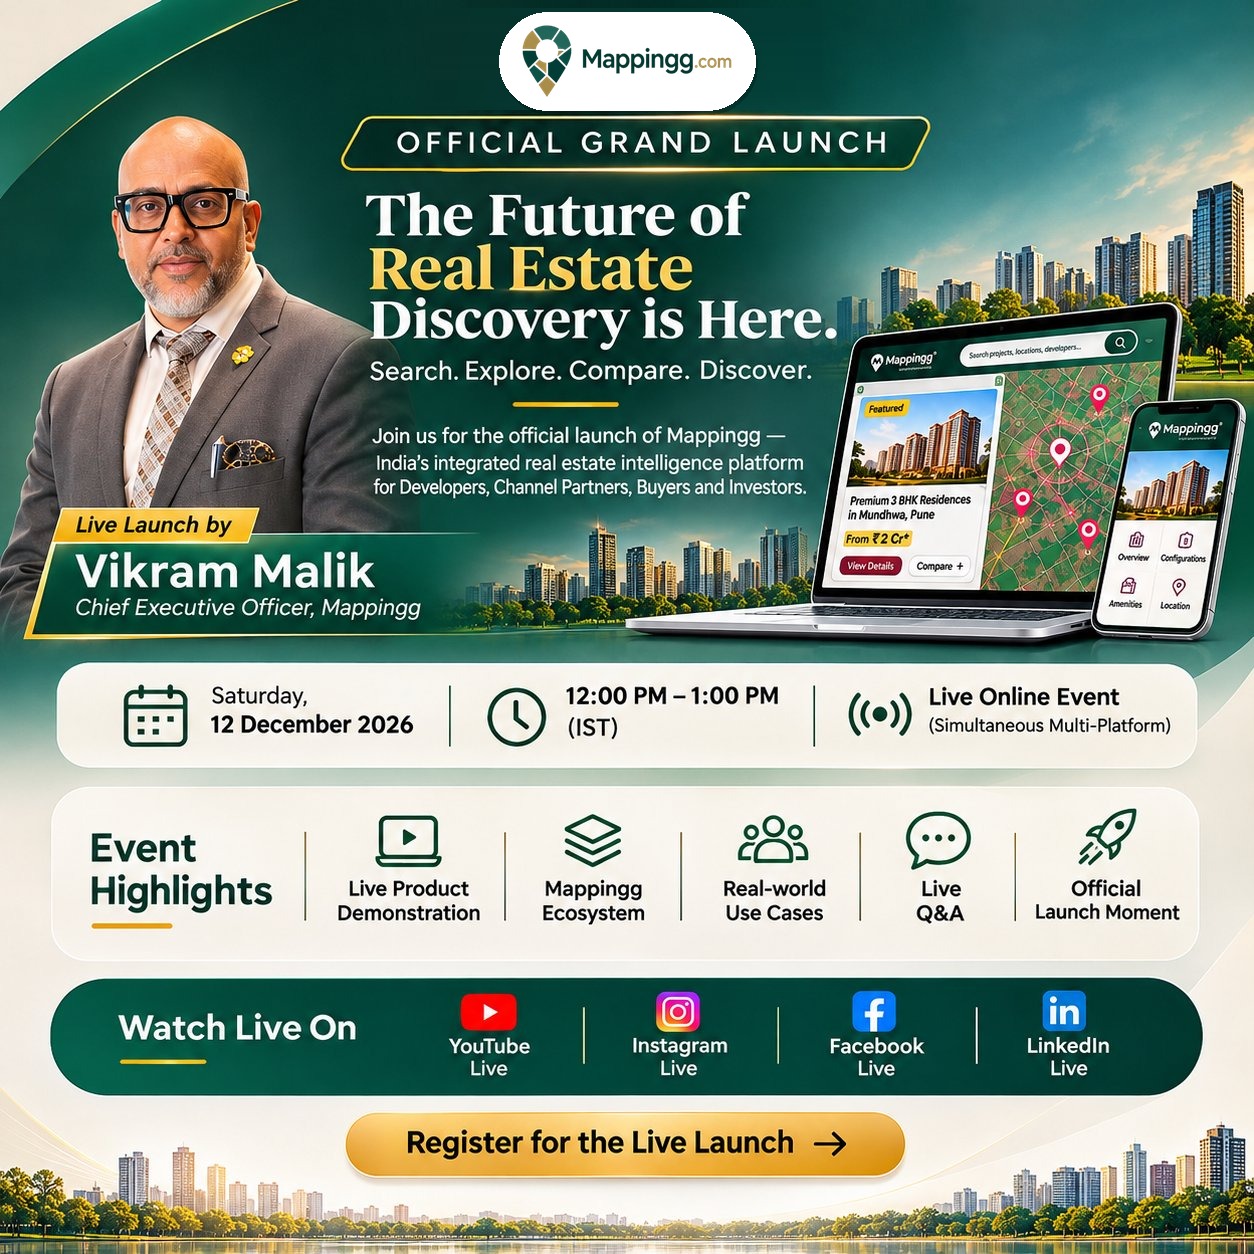 Mappingg.com
OFFICIAL GRAND LAUNCH
The Future of
Real Estate
Discovery is Here.
Search. Explore. Compare. Discover.
Join us for the official launch of Mappingg —
India's integrated real estate intelligence platform
for Developers, Channel Partners, Buyers and Investors.
Live Launch by
Vikram Malik
Chief Executive Officer, Mappingg
Mappingg
Search projects, locations, developers...
Featured
Premium 3 BHK Residences
in Mundhwa, Pune
From ₹2 Cr*
View Details
Compare +
Mappingg
Overview
Configurations
Amenities
Location
Saturday,
12 December 2026
12:00 PM – 1:00 PM
(IST)
Live Online Event
(Simultaneous Multi-Platform)
Event
Highlights
Live Product
Demonstration
Mappingg
Ecosystem
Real-world
Use Cases
Live
Q&A
Official
Launch Moment
Watch Live On
YouTube
Live
Instagram
Live
Facebook
Live
LinkedIn
Live
Register for the Live Launch →